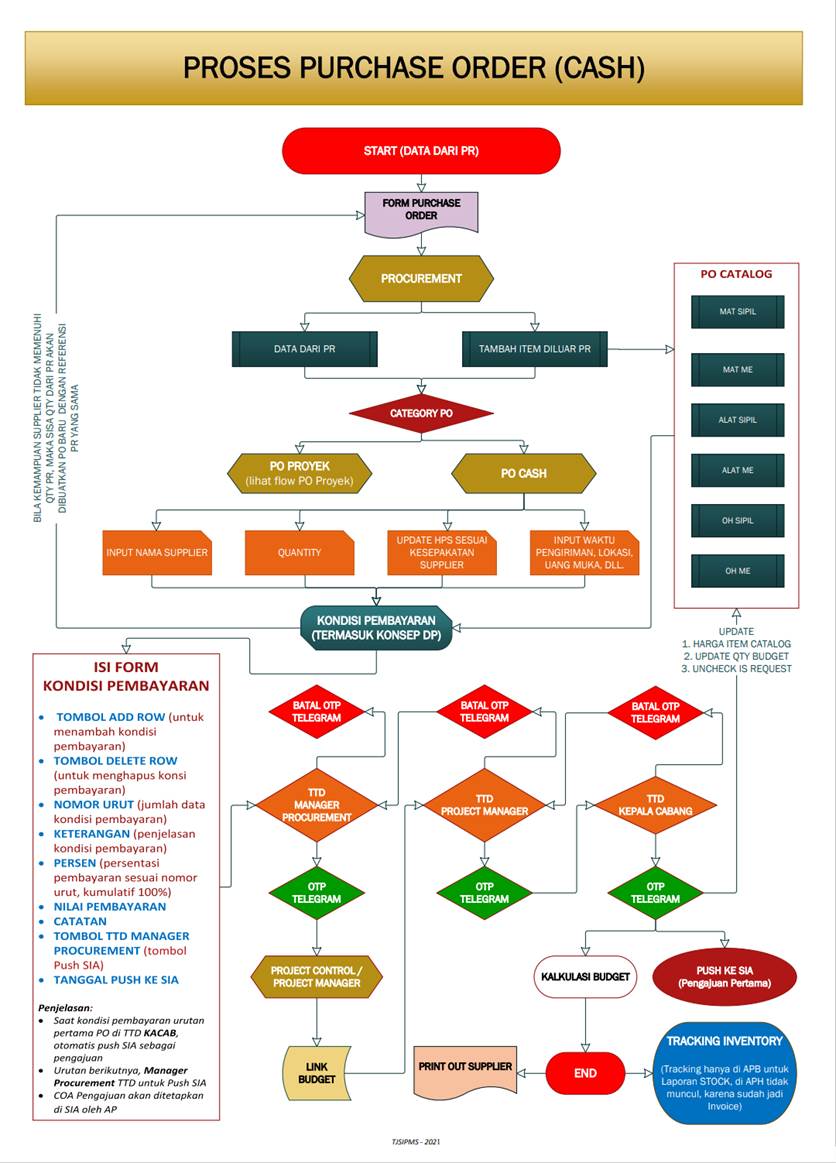 PROSES PURCHASE ORDER (CASH)
START (DATA DARI PR)
FORM PURCHASE
ORDER
PROCUREMENT
DATA DARI PR
TAMBAH ITEM DILUAR PR
CATEGORY PO
PO PROYEK
(lihat flow PO Proyek)
PO CASH
INPUT NAMA SUPPLIER
QUANTITY
UPDATE HPS SESUAI
KESEPAKATAN
SUPPLIER
INPUT WAKTU
PENGIRIMAN, LOKASI,
UANG MUKA, DLL.
KONDISI PEMBAYARAN
(TERMASUK KONSEP DP)
BILA KEMAMPUAN SUPPLIER TIDAK MEMENUHI
QTY PR, MAKA SISA QTY DARI PR AKAN
DIBUATKAN PO BARU DENGAN REFERENSI
PR YANG SAMA
PO CATALOG
MAT SIPIL
MAT ME
ALAT SIPIL
ALAT ME
OH SIPIL
OH ME
UPDATE
1. HARGA ITEM CATALOG
2. UPDATE QTY BUDGET
3. UNCHECK IS REQUEST
ISI FORM
KONDISI PEMBAYARAN
• TOMBOL ADD ROW (untuk
menambah kondisi
pembayaran)
• TOMBOL DELETE ROW
(untuk menghapus konsi
pembayaran)
• NOMOR URUT (jumlah data
kondisi pembayaran)
• KETERANGAN (penjelasan
kondisi pembayaran)
• PERSEN (persentasi
pembayaran sesuai nomor
urut, kumulatif 100%)
• NILAI PEMBAYARAN
• CATATAN
• TOMBOL TTD MANAGER
PROCUREMENT (tombol
Push SIA)
• TANGGAL PUSH KE SIA
Penjelasan:
• Saat kondisi pembayaran urutan
pertama PO di TTD KACAB,
otomatis push SIA sebagai
pengajuan
• Urutan berikutnya, Manager
Procurement TTD untuk Push SIA
• COA Pengajuan akan ditetapkan
di SIA oleh AP
BATAL OTP
TELEGRAM
BATAL OTP
TELEGRAM
BATAL OTP
TELEGRAM
TTD
MANAGER
PROCUREMENT
TTD
PROJECT MANAGER
TTD
KEPALA CABANG
OTP
TELEGRAM
OTP
TELEGRAM
OTP
TELEGRAM
PROJECT CONTROL /
PROJECT MANAGER
KALKULASI BUDGET
PUSH KE SIA
(Pengajuan Pertama)
LINK
BUDGET
PRINT OUT SUPPLIER
END
TRACKING INVENTORY
(Tracking hanya di APB untuk
Laporan STOCK, di APH tidak
muncul, karena sudah jadi
Invoice)
TJSIPMS - 2021